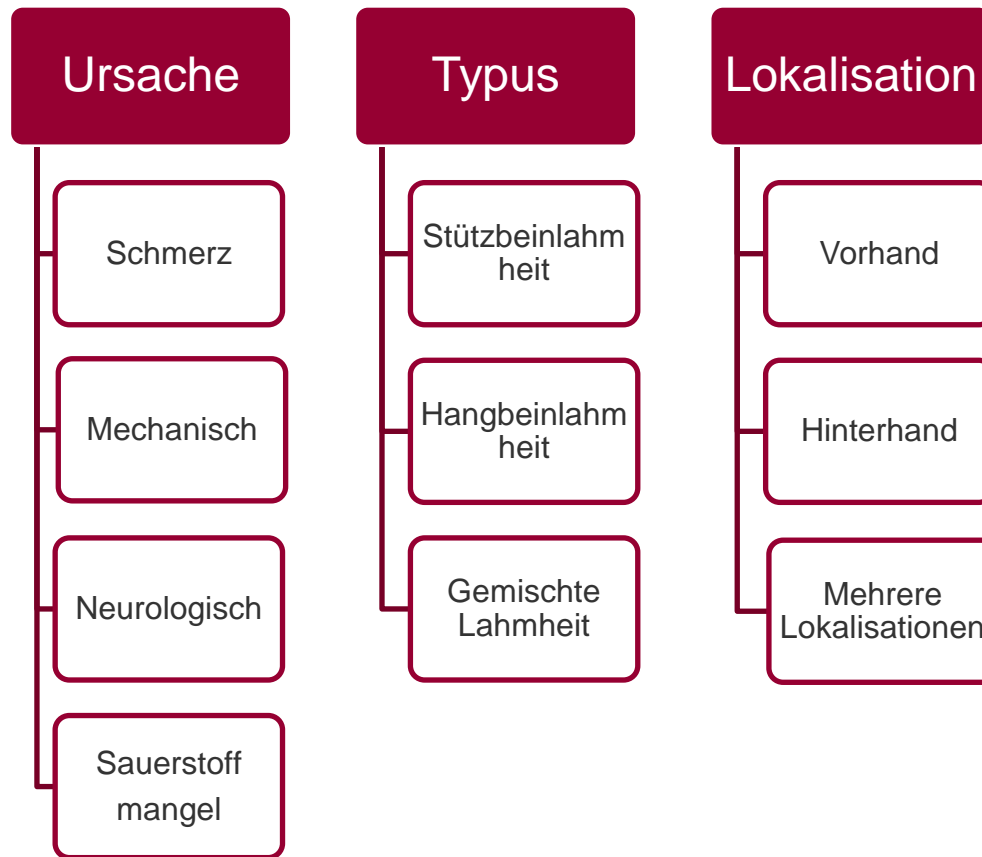 Ursache
Schmerz
Mechanisch
Neurologisch
Sauerstoff
mangel
Typus
Stützbeinlahm
heit
Hangbeinlahm
heit
Gemischte
Lahmheit
Lokalisation
Vorhand
Hinterhand
Mehrere
Lokalisationen